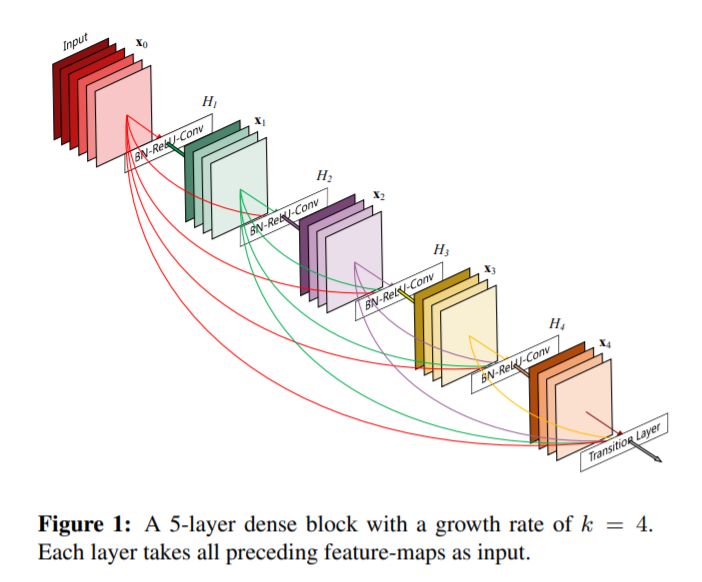 Input
x₀
H₁
BN-ReLU-Conv
x₁
H₂
BN-ReLU-Conv
x₂
H₃
BN-ReLU-Conv
x₃
H₄
BN-ReLU-Conv
x₄
Transition Layer
Figure 1: A 5-layer dense block with a growth rate of k = 4.
Each layer takes all preceding feature-maps as input.